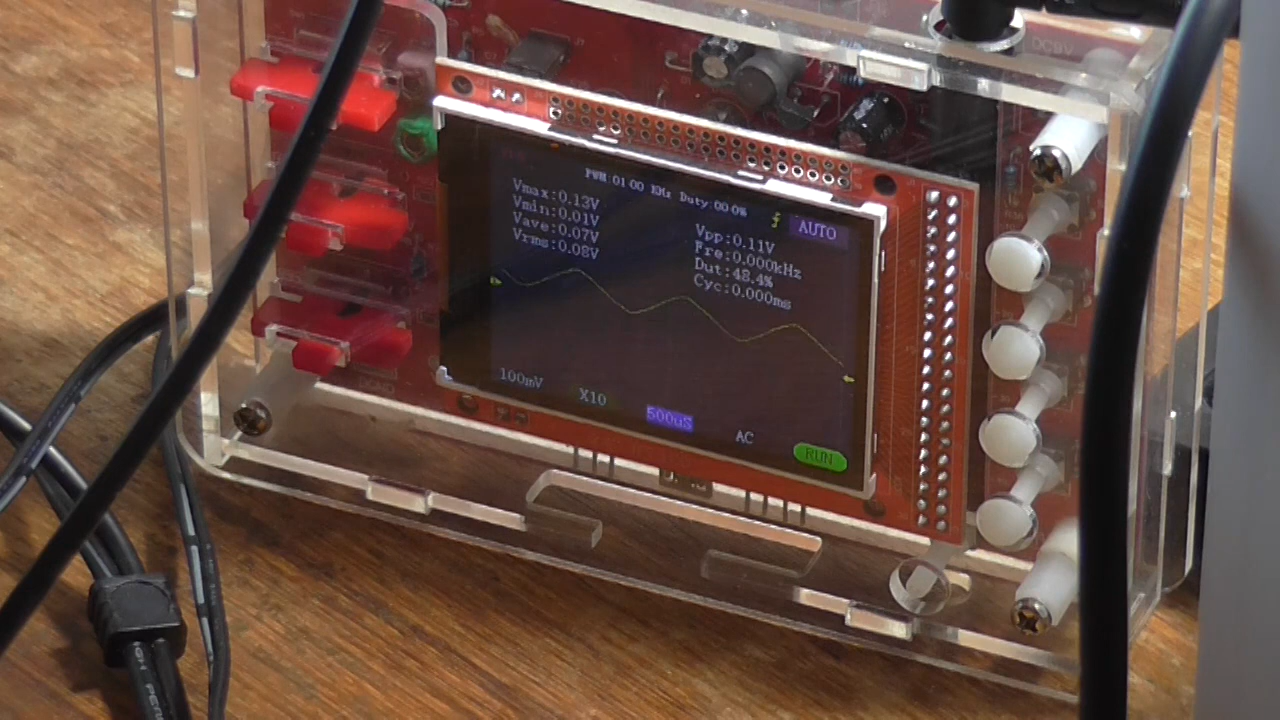 DC9V
PWM:01.00 KHz Duty:00.0%
AUTO
Vmax:0.13V
Vmin:0.01V
Vave:0.07V
Vrms:0.08V
Vpp:0.11V
Fre:0.000kHz
Dut:48.4%
Cyc:0.000ms
100mV
X10
500uS
AC
RUN